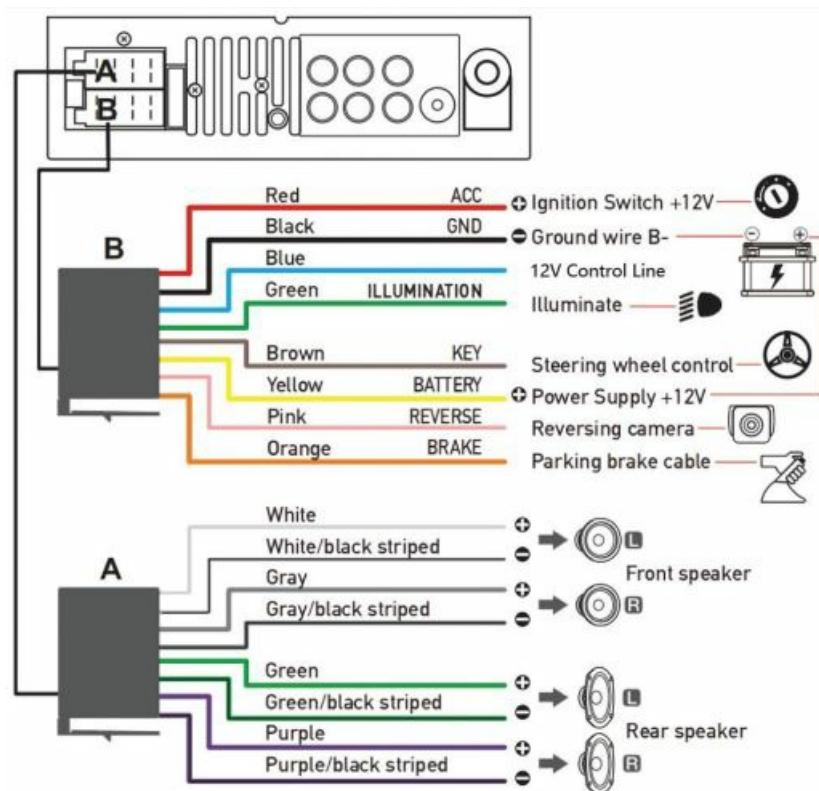 A
B
Red ACC Ignition Switch +12V
Black GND Ground wire B-
B
Blue 12V Control Line
Green ILLUMINATION Illuminate
Brown KEY Steering wheel control
Yellow BATTERY Power Supply +12V
Pink REVERSE Reversing camera
Orange BRAKE Parking brake cable
White
White/black striped L
A
Front speaker
Gray
Gray/black striped R
Green
Green/black striped L
Rear speaker
Purple
Purple/black striped R